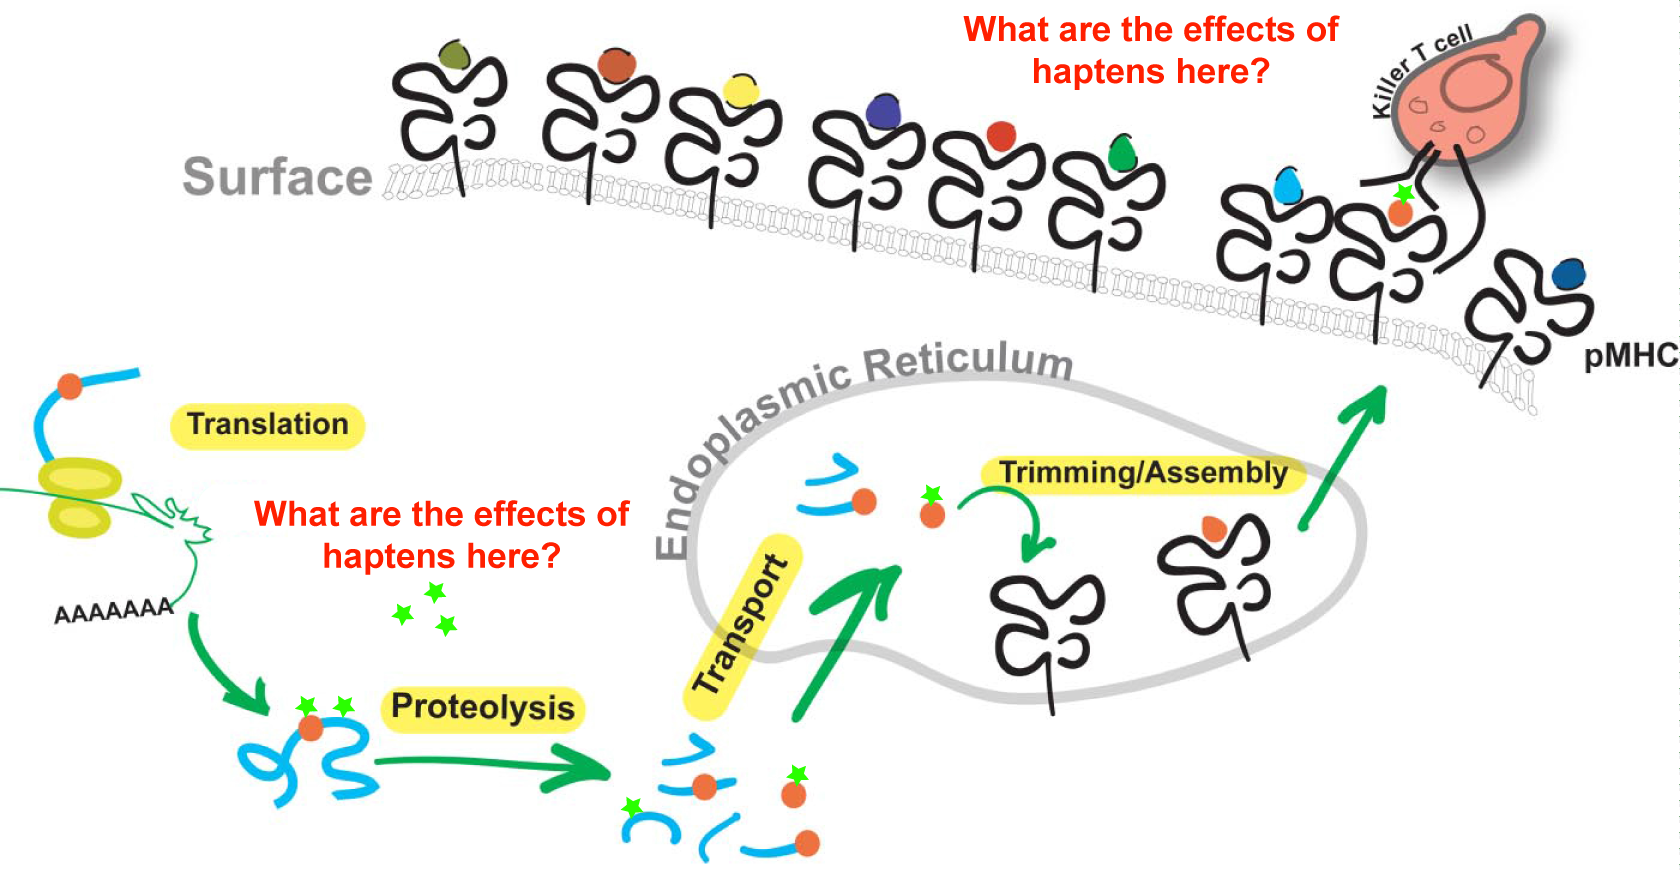 What are the effects of
haptens here?
Killer T cell
Surface
pMHC
Endoplasmic Reticulum
Translation
Trimming/Assembly
What are the effects of
haptens here?
Transport
AAAAAAA
Proteolysis